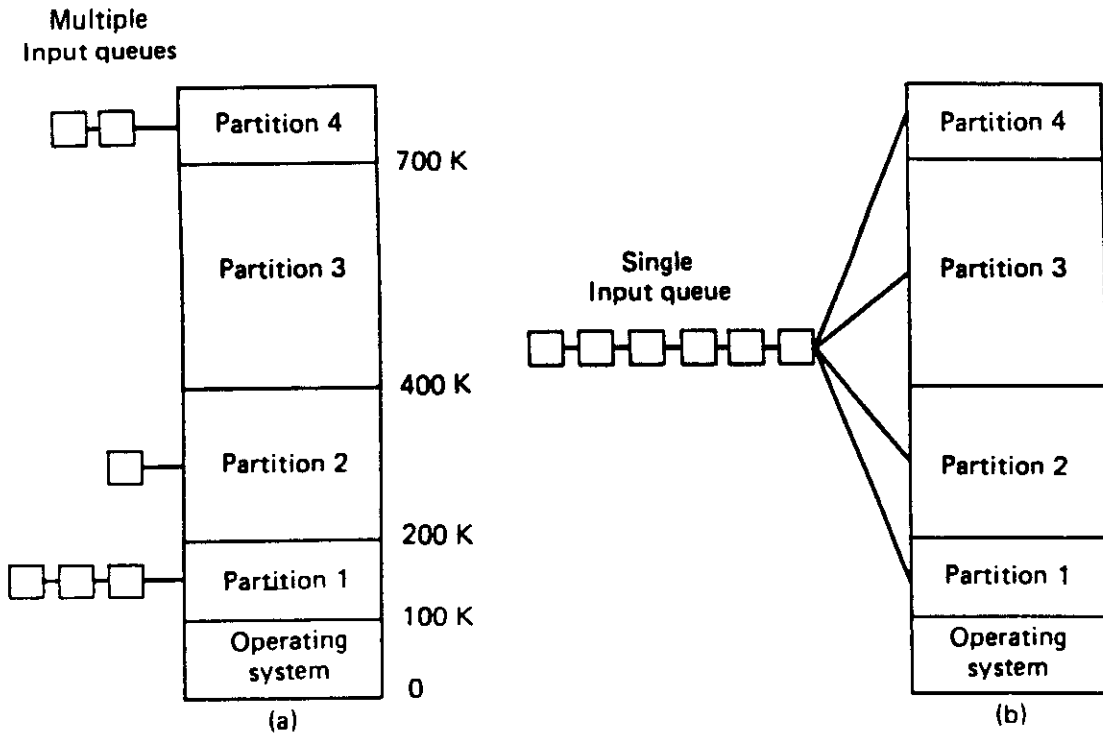 Multiple
Input queues
Partition 4
700 K
Partition 3
400 K
Partition 2
200 K
Partition 1
100 K
Operating
system
0
(a)
Single
Input queue
Partition 4
Partition 3
Partition 2
Partition 1
Operating
system
(b)